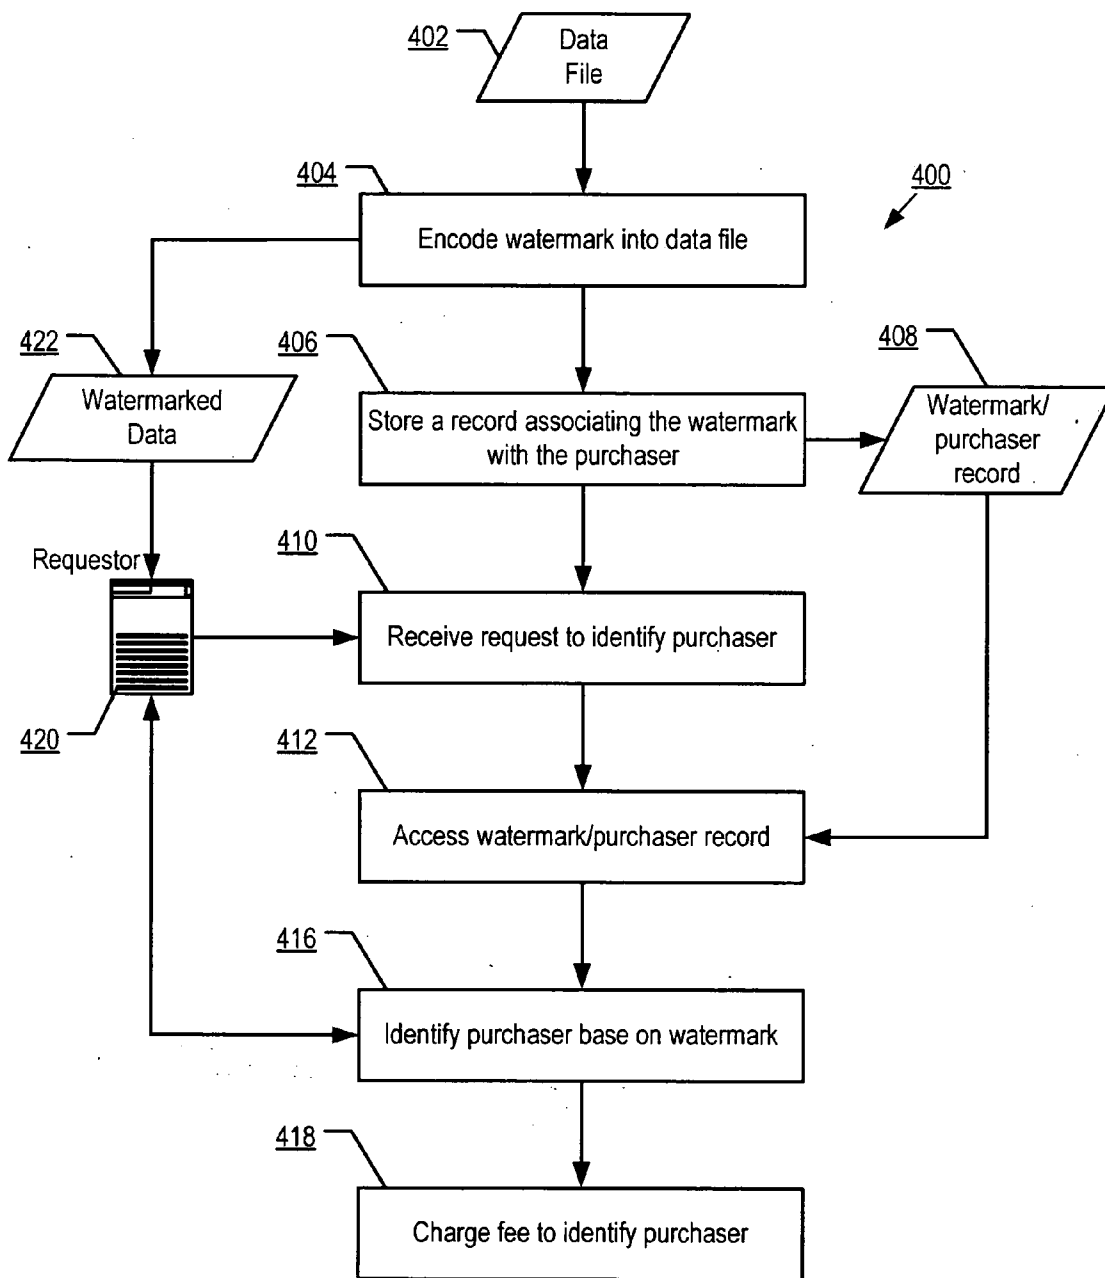 402
Data
File
404
400
Encode watermark into data file
422
406
408
Watermarked
Data
Store a record associating the watermark
with the purchaser
Watermark/
purchaser
record
Requestor
410
Receive request to identify purchaser
420
412
Access watermark/purchaser record
416
Identify purchaser base on watermark
418
Charge fee to identify purchaser